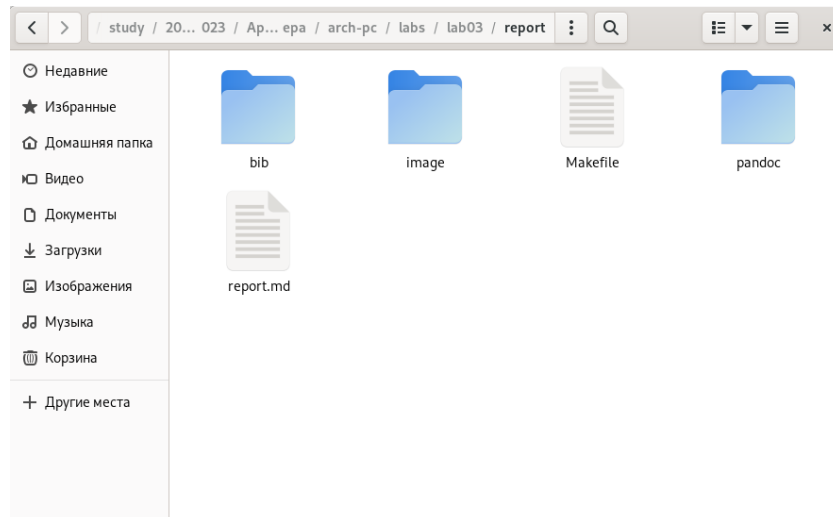 / study / 20... 023 / Ap... ера / arch-pc / labs / lab03 / report
Недавние
Избранные
Домашняя папка
Видео
Документы
Загрузки
Изображения
Музыка
Корзина
Другие места
bib
image
Makefile
pandoc
report.md